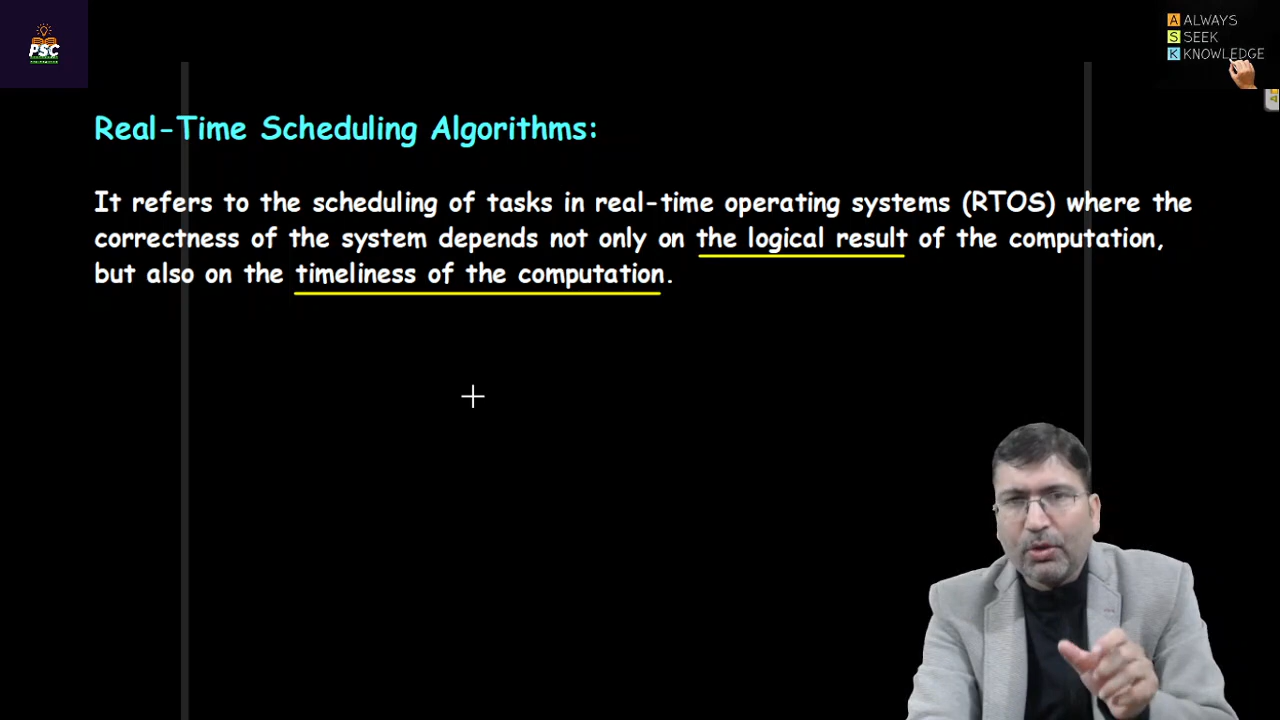 PSC
A ALWAYS
S SEEK
K KNOWLEDGE
Real-Time Scheduling Algorithms:
It refers to the scheduling of tasks in real-time operating systems (RTOS) where the
correctness of the system depends not only on the logical result of the computation,
but also on the timeliness of the computation.